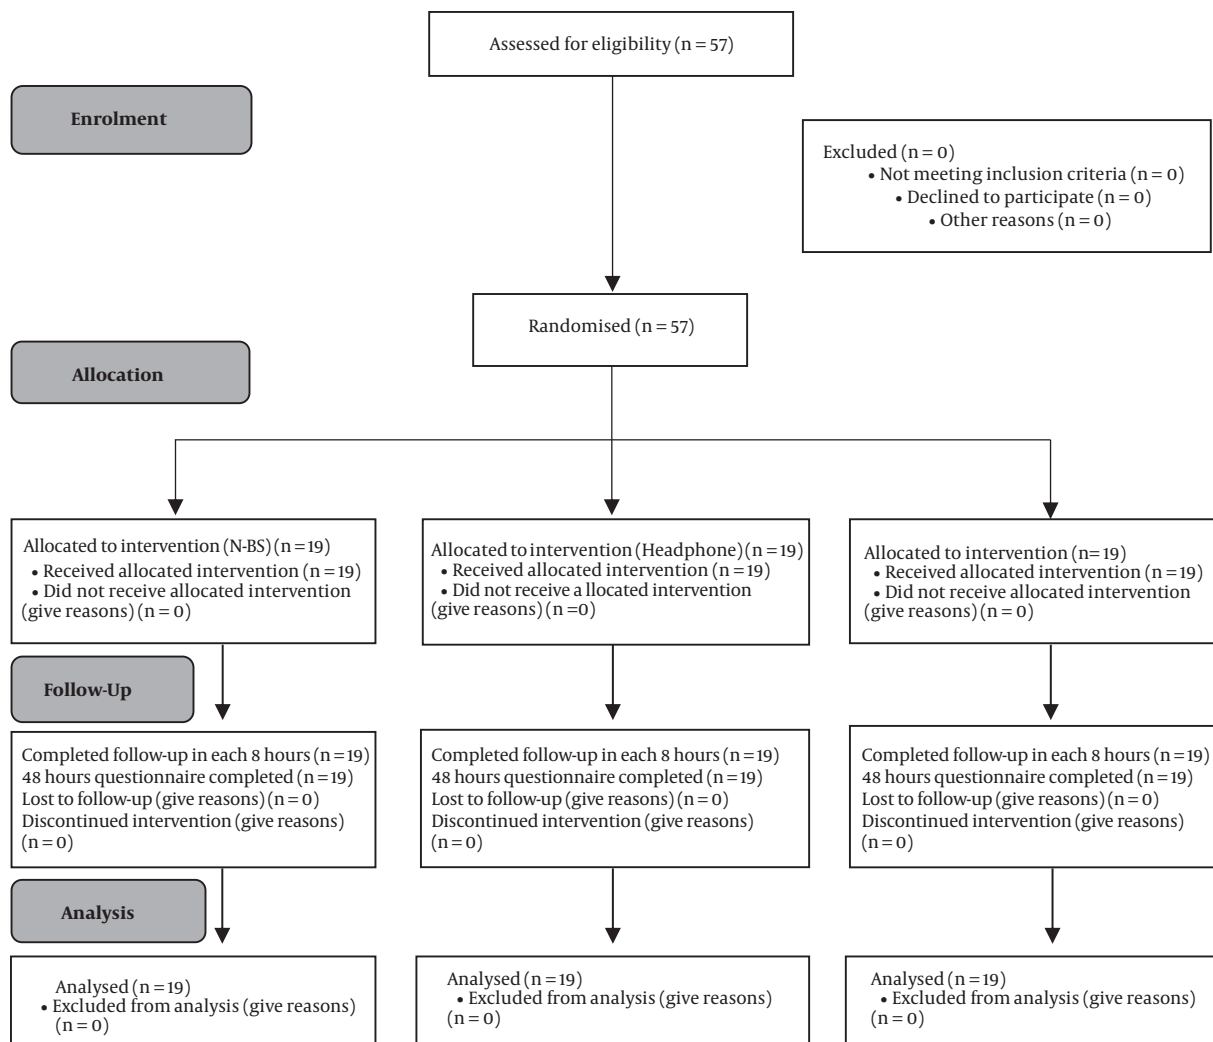 Assessed for eligibility (n = 57)
Enrolment
Excluded (n = 0)
• Not meeting inclusion criteria (n = 0)
• Declined to participate (n = 0)
• Other reasons (n = 0)
Randomised (n = 57)
Allocation
Allocated to intervention (N-BS) (n = 19)
• Received allocated intervention (n = 19)
• Did not receive allocated intervention
(give reasons) (n = 0)
Allocated to intervention (Headphone) (n = 19)
• Received allocated intervention (n = 19)
• Did not receive a llocated intervention
(give reasons) (n =0)
Allocated to intervention (n = 19)
• Received allocated intervention (n = 19)
• Did not receive allocated intervention
(give reasons) (n = 0)
Follow-Up
Completed follow-up in each 8 hours (n = 19)
48 hours questionnaire completed (n = 19)
Lost to follow-up (give reasons) (n = 0)
Discontinued intervention (give reasons)
(n = 0)
Completed follow-up in each 8 hours (n = 19)
48 hours questionnaire completed (n = 19)
Lost to follow-up (give reasons) (n = 0)
Discontinued intervention (give reasons)
(n = 0)
Completed follow-up in each 8 hours (n = 19)
48 hours questionnaire completed (n = 19)
Lost to follow-up (give reasons) (n = 0)
Discontinued intervention (give reasons)
(n = 0)
Analysis
Analysed (n = 19)
• Excluded from analysis (give reasons)
(n = 0)
Analysed (n = 19)
• Excluded from analysis (give reasons)
(n = 0)
Analysed (n = 19)
• Excluded from analysis (give reasons)
(n = 0)